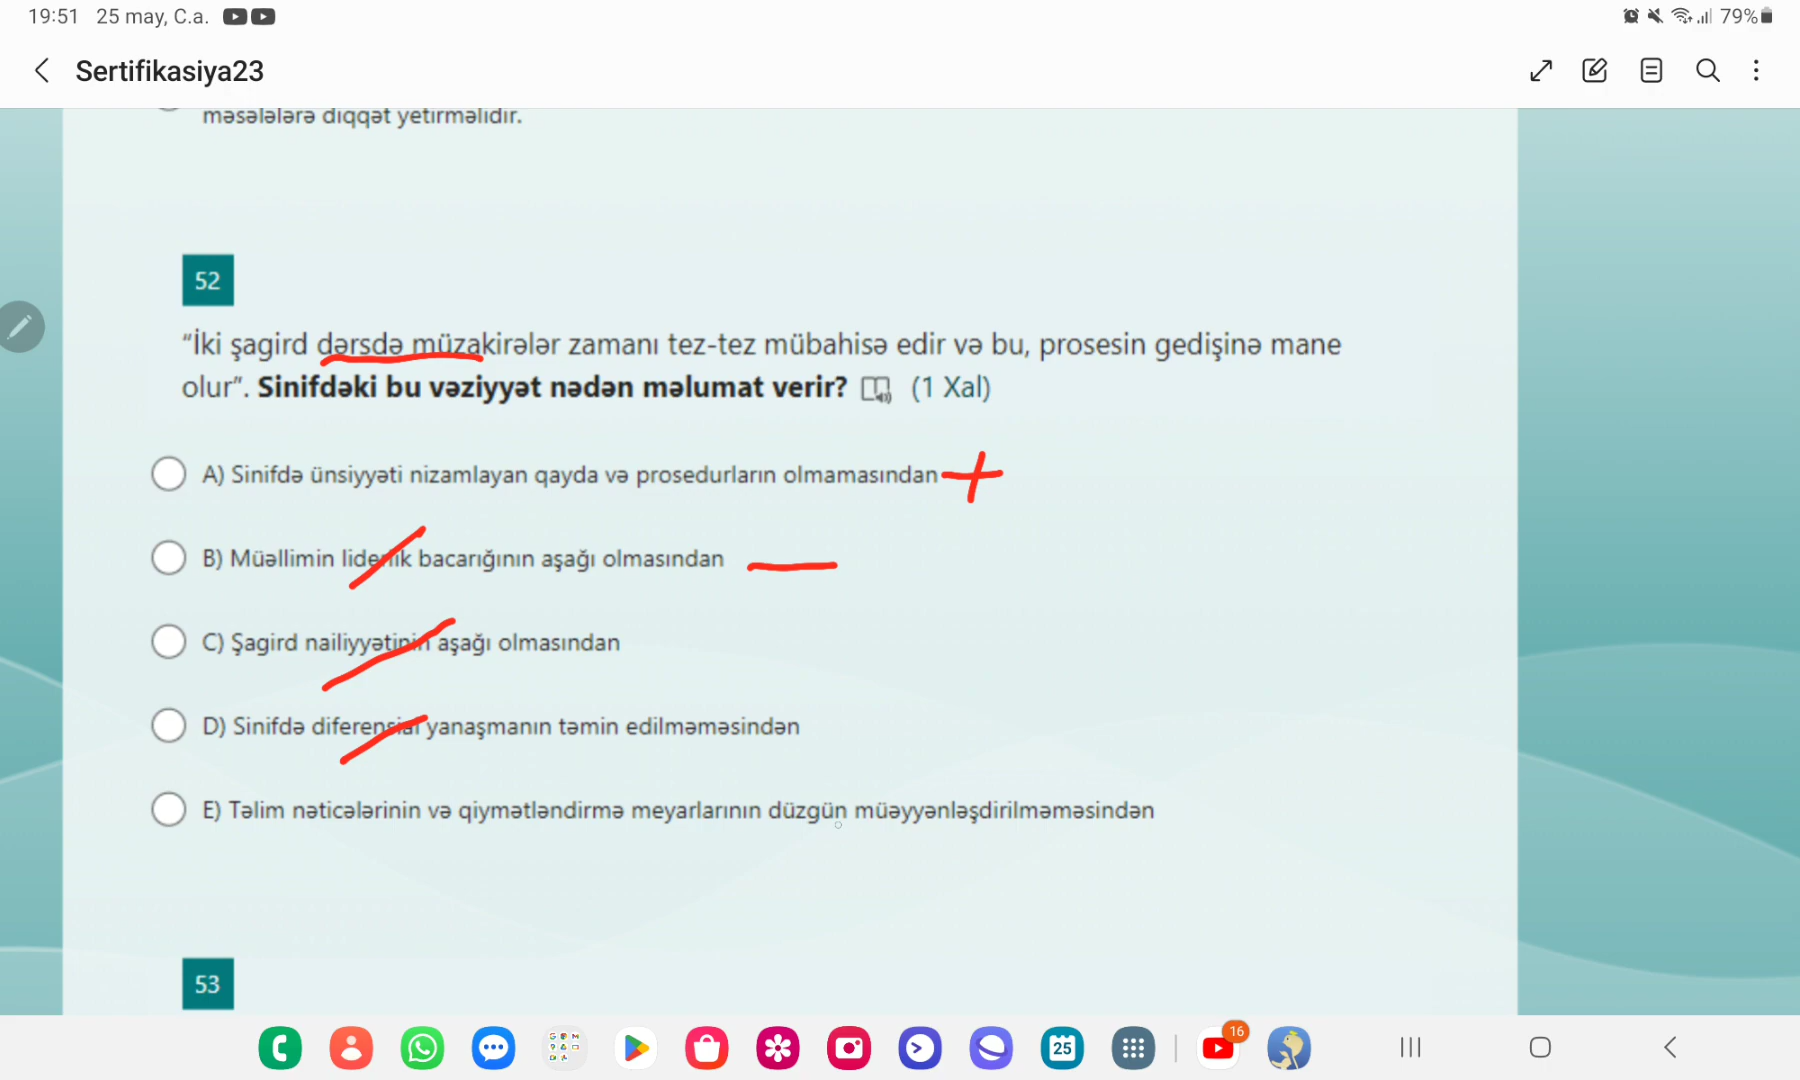 19:51 25 may, C.a. 79%
Sertifikasiya23
məsələlərə diqqət yetirməlidir.
52
“İki şagird dərsdə müzakirələr zamanı tez-tez mübahisə edir və bu, prosesin gedişinə mane
olur”. Sinifdəki bu vəziyyət nədən məlumat verir? (1 Xal)
A) Sinifdə ünsiyyəti nizamlayan qayda və prosedurların olmamasından
B) Müəllimin liderlik bacarığının aşağı olmasından
C) Şagird nailiyyətinin aşağı olmasından
D) Sinifdə diferensial yanaşmanın təmin edilməməsindən
E) Təlim nəticələrinin və qiymətləndirmə meyarlarının düzgün müəyyənləşdirilməməsindən
53
25
16